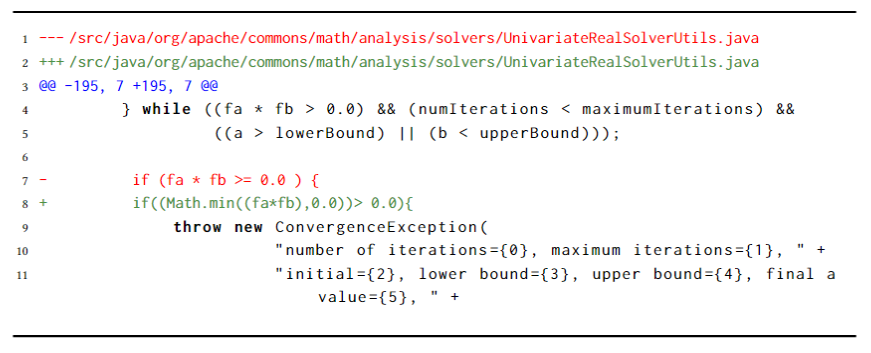 1 --- /src/java/org/apache/commons/math/analysis/solvers/UnivariateRealSolverUtils.java
2 +++ /src/java/org/apache/commons/math/analysis/solvers/UnivariateRealSolverUtils.java
3 @@ -195, 7 +195, 7 @@
4 } while ((fa * fb > 0.0) && (numIterations < maximumIterations) &&
5 ((a > lowerBound) || (b < upperBound)));
6
7 - if (fa * fb >= 0.0 ) {
8 + if((Math.min((fa*fb),0.0))> 0.0){
9 throw new ConvergenceException(
10 "number of iterations={0}, maximum iterations={1}, " +
11 "initial={2}, lower bound={3}, upper bound={4}, final a
value={5}, " +